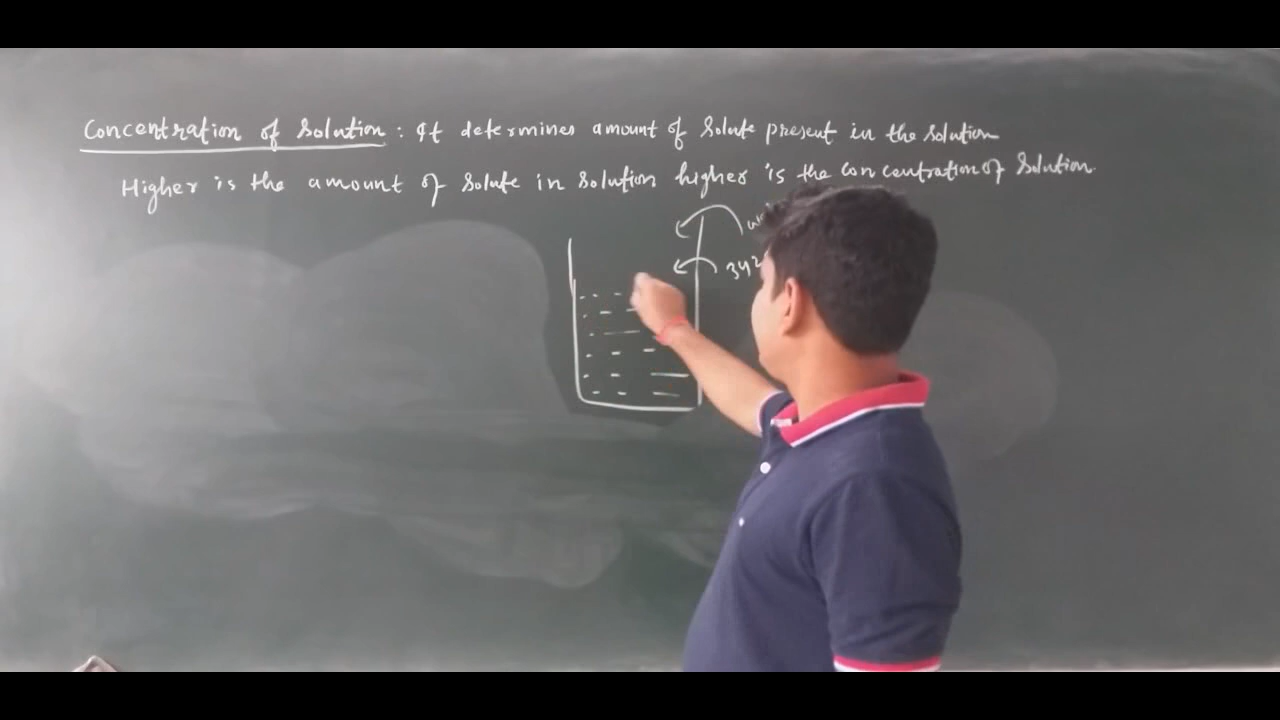 Concentration of Solution : It determines amount of Solute present in the solution
Higher is the amount of Solute in Solution higher is the concentration of Solution.
342